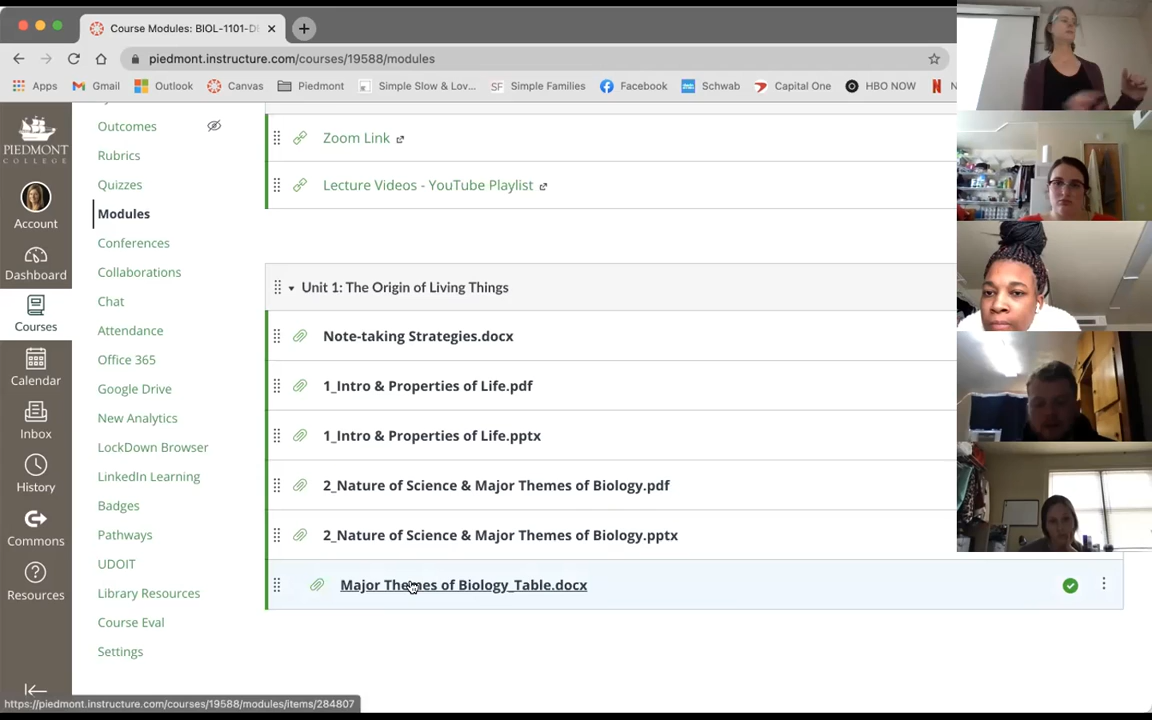 Course Modules: BIOL-1101-D
piedmont.instructure.com/courses/19588/modules
Apps
Gmail
Outlook
Canvas
Piedmont
Simple Slow & Lov...
SF Simple Families
Facebook
Schwab
Capital One
HBO NOW
N
PIEDMONT
COLLEGE
Account
Dashboard
Courses
Calendar
Inbox
History
Commons
Resources
Outcomes
Rubrics
Quizzes
Modules
Conferences
Collaborations
Chat
Attendance
Office 365
Google Drive
New Analytics
LockDown Browser
LinkedIn Learning
Badges
Pathways
UDOIT
Library Resources
Course Eval
Settings
Zoom Link
Lecture Videos - YouTube Playlist
Unit 1: The Origin of Living Things
Note-taking Strategies.docx
1_Intro & Properties of Life.pdf
1_Intro & Properties of Life.pptx
2_Nature of Science & Major Themes of Biology.pdf
2_Nature of Science & Major Themes of Biology.pptx
Major Themes of Biology_Table.docx
https://piedmont.instructure.com/courses/19588/modules/items/284807